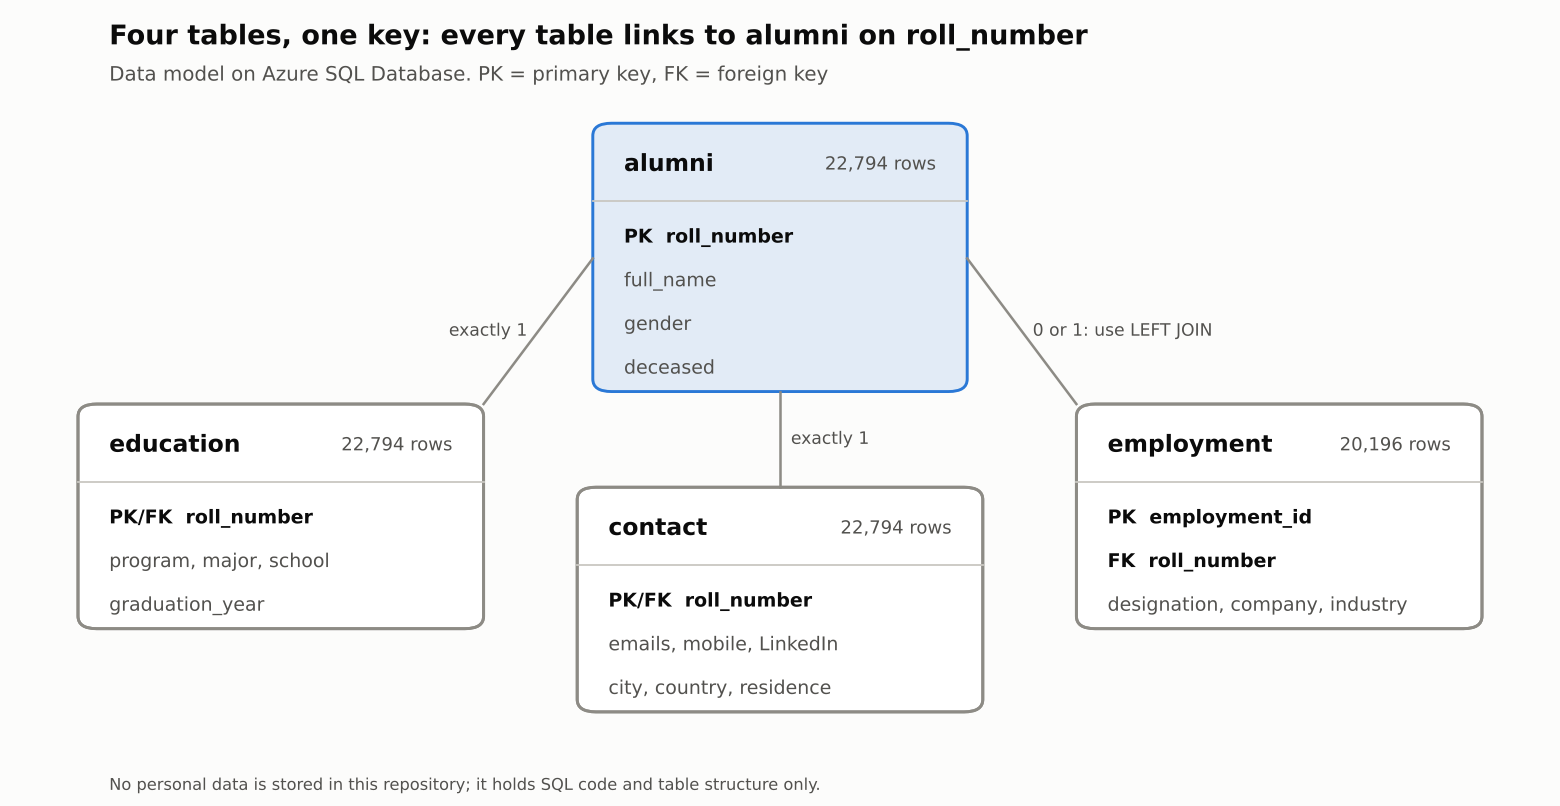 Four tables, one key: every table links to alumni on roll_number
Data model on Azure SQL Database. PK = primary key, FK = foreign key
alumni 22,794 rows
PK roll_number
full_name
gender
deceased
exactly 1
0 or 1: use LEFT JOIN
exactly 1
education 22,794 rows
PK/FK roll_number
program, major, school
graduation_year
contact 22,794 rows
PK/FK roll_number
emails, mobile, LinkedIn
city, country, residence
employment 20,196 rows
PK employment_id
FK roll_number
designation, company, industry
No personal data is stored in this repository; it holds SQL code and table structure only.